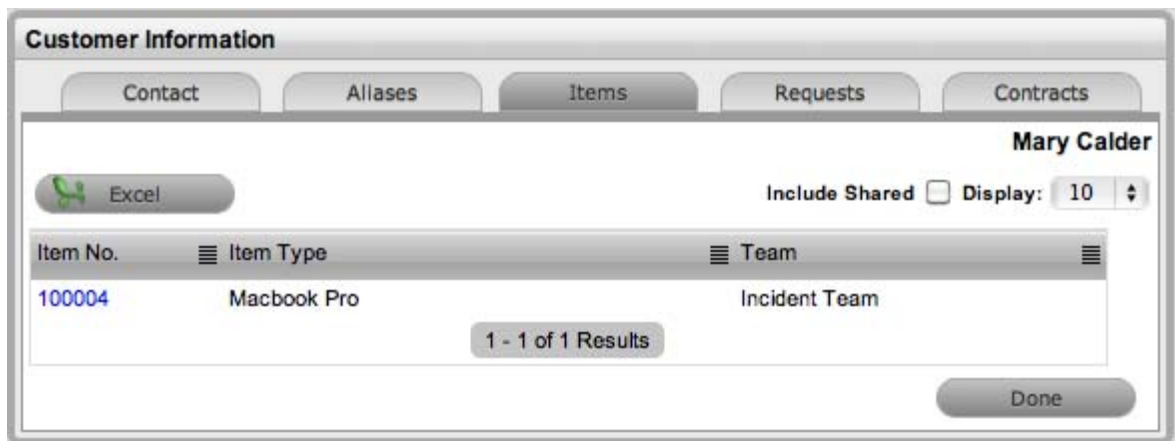 Customer Information
Contact Aliases Items Requests Contracts
Mary Calder
Excel Include Shared Display: 10
Item No. Item Type Team
100004 Macbook Pro Incident Team
1 - 1 of 1 Results
Done